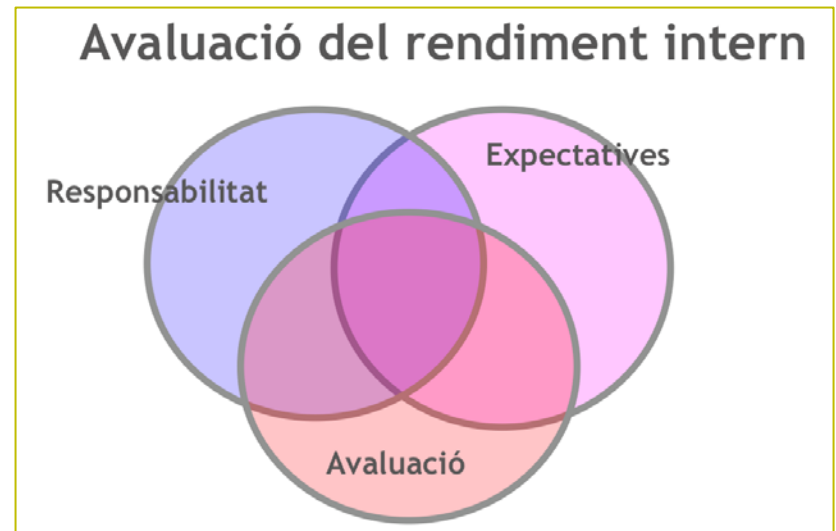 Avaluació del rendiment intern
Expectatives
Responsabilitat
Avaluació